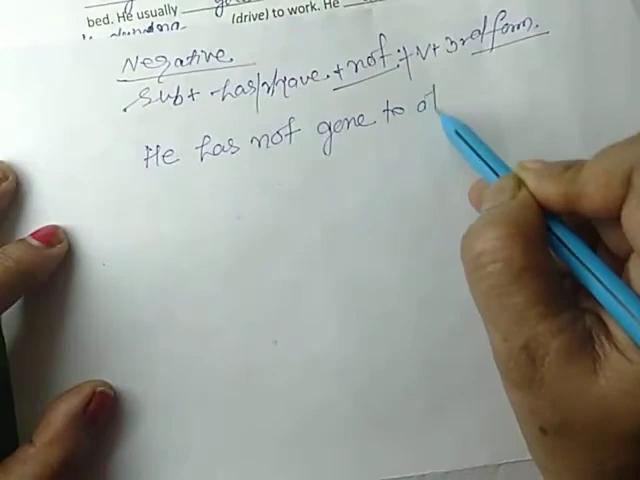 bed. He usually (drive) to work. He
Negative.
Sub + has/have + not + V + 3rd form.
He has not gone to of